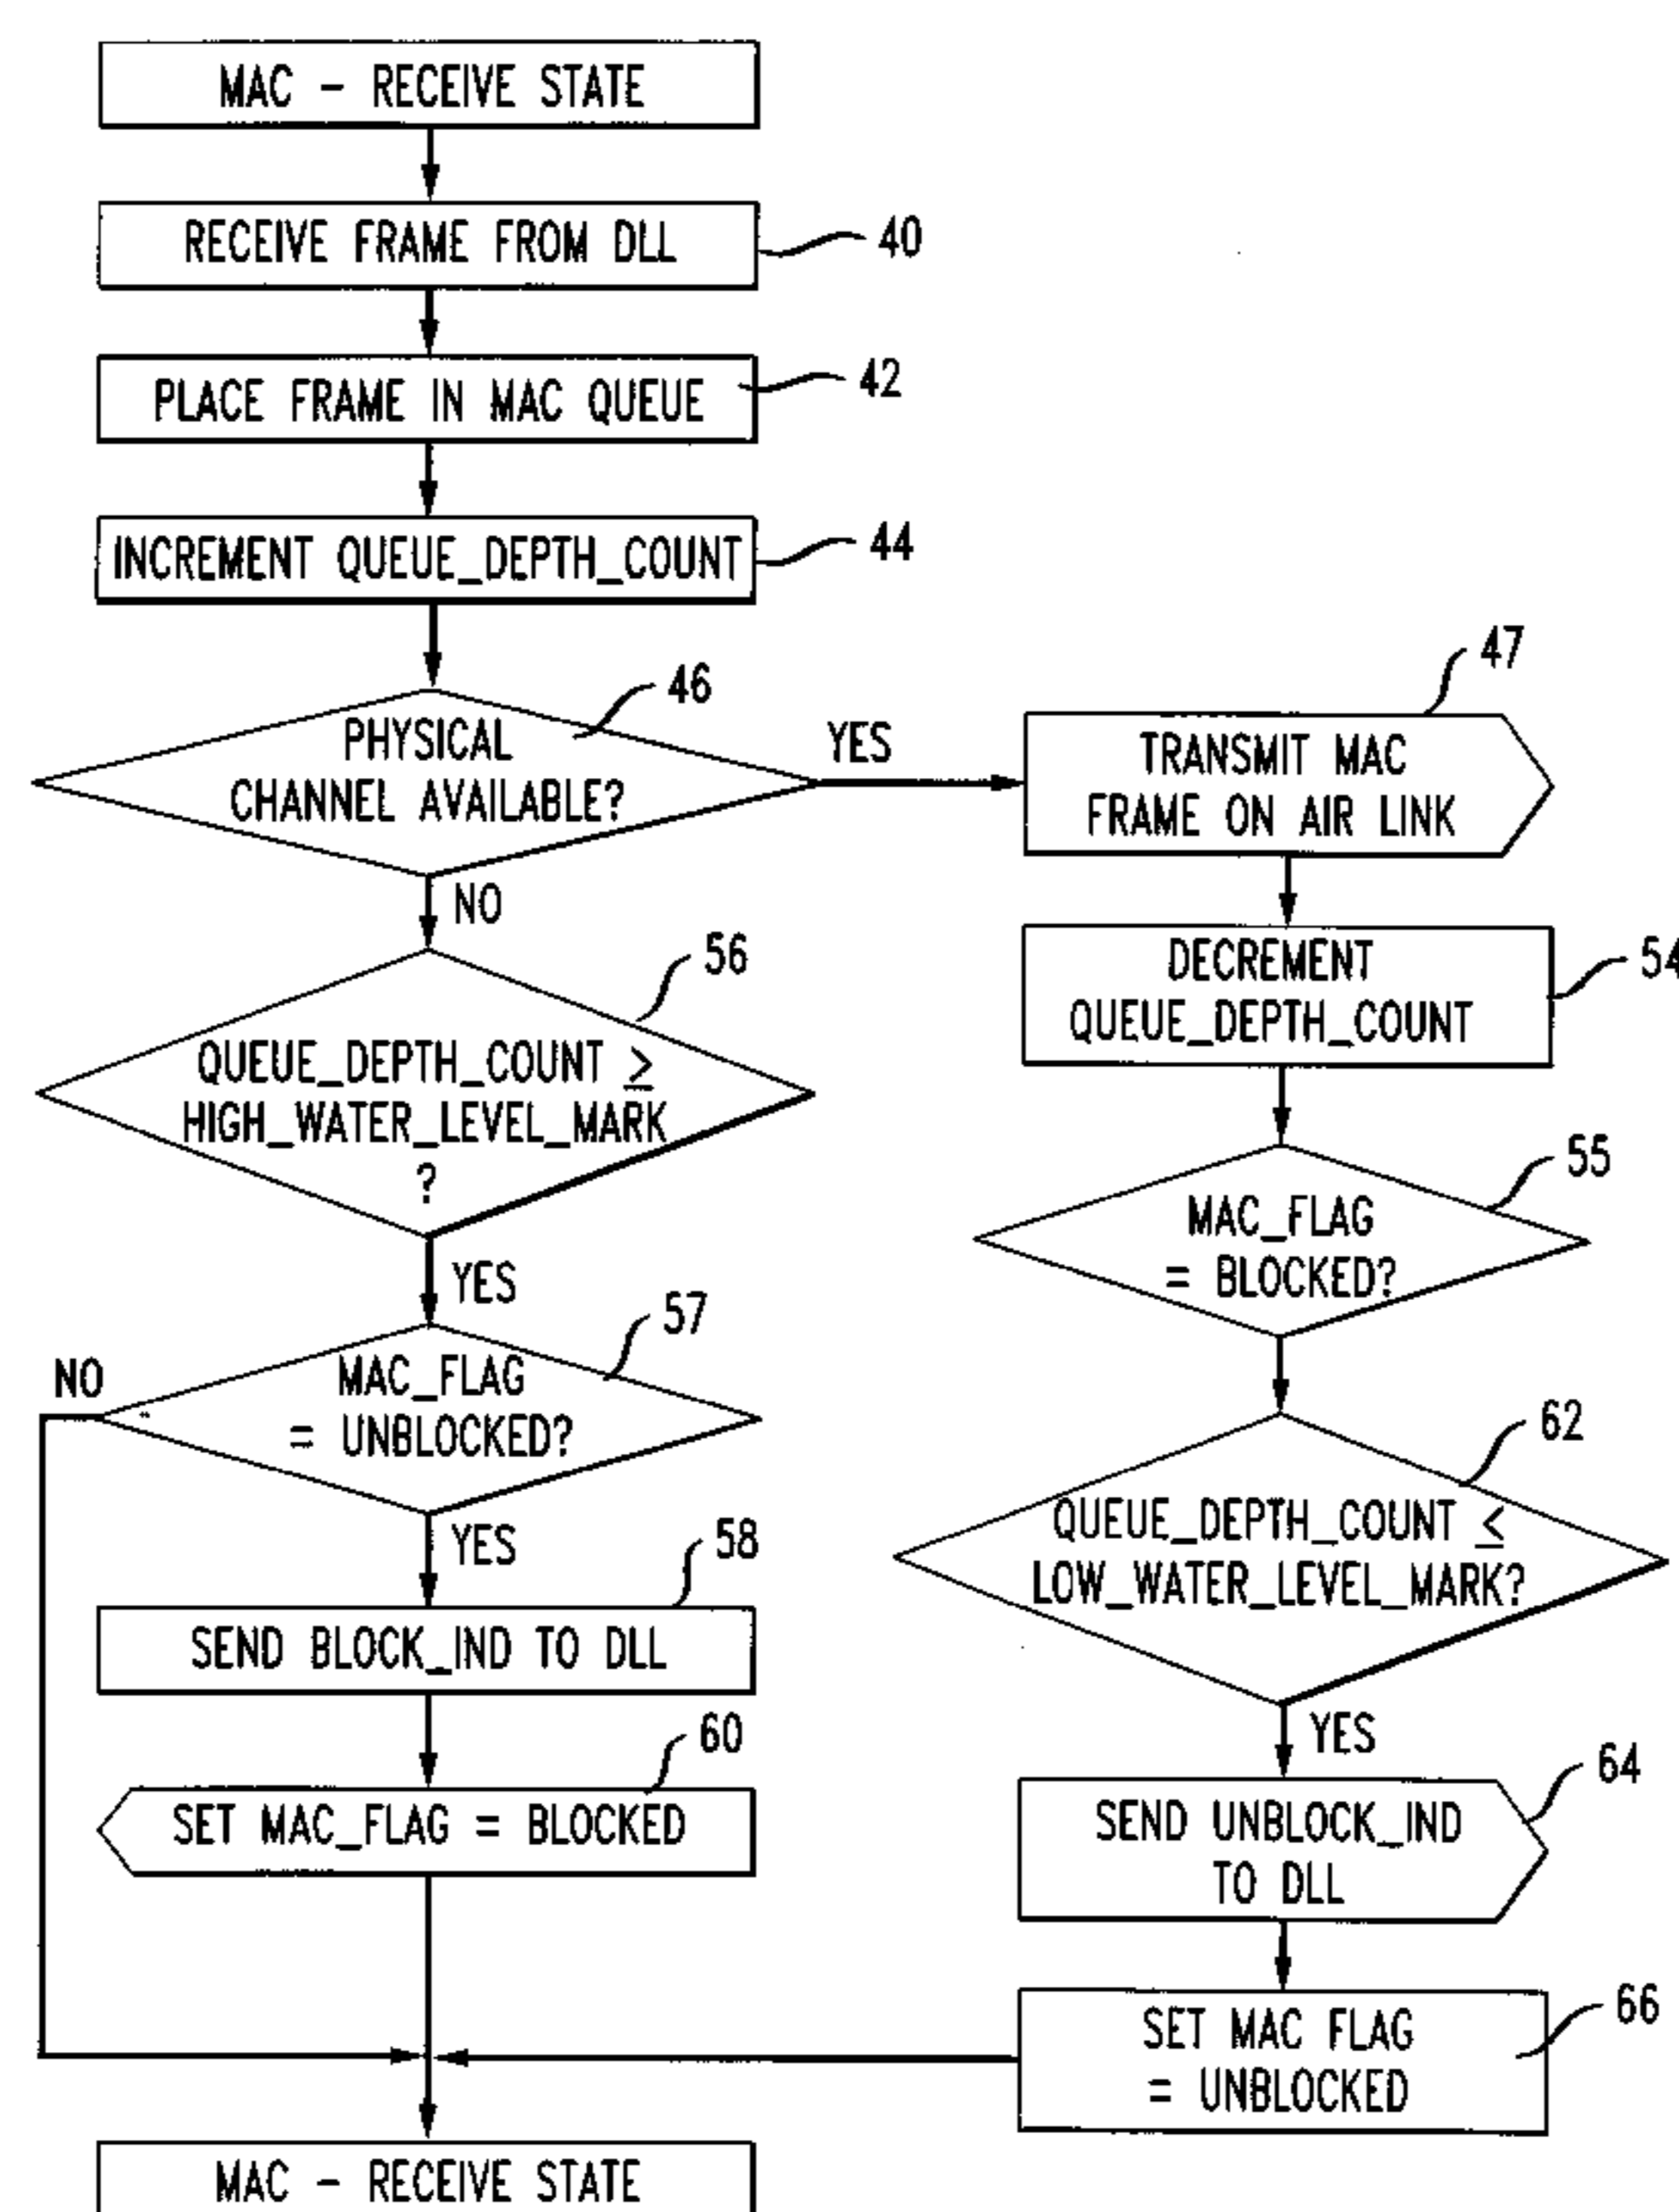 MAC - RECEIVE STATE
RECEIVE FRAME FROM DLL
40
PLACE FRAME IN MAC QUEUE
42
INCREMENT QUEUE_DEPTH_COUNT
44
PHYSICAL
CHANNEL AVAILABLE?
46
YES
NO
TRANSMIT MAC
FRAME ON AIR LINK
47
DECREMENT
QUEUE_DEPTH_COUNT
54
QUEUE_DEPTH_COUNT ≥
HIGH_WATER_LEVEL_MARK
?
56
YES
MAC_FLAG
= BLOCKED?
55
MAC_FLAG
= UNBLOCKED?
57
NO
YES
QUEUE_DEPTH_COUNT ≤
LOW_WATER_LEVEL_MARK?
62
YES
SEND BLOCK_IND TO DLL
58
SET MAC_FLAG = BLOCKED
60
SEND UNBLOCK_IND
TO DLL
64
SET MAC FLAG
= UNBLOCKED
66
MAC - RECEIVE STATE